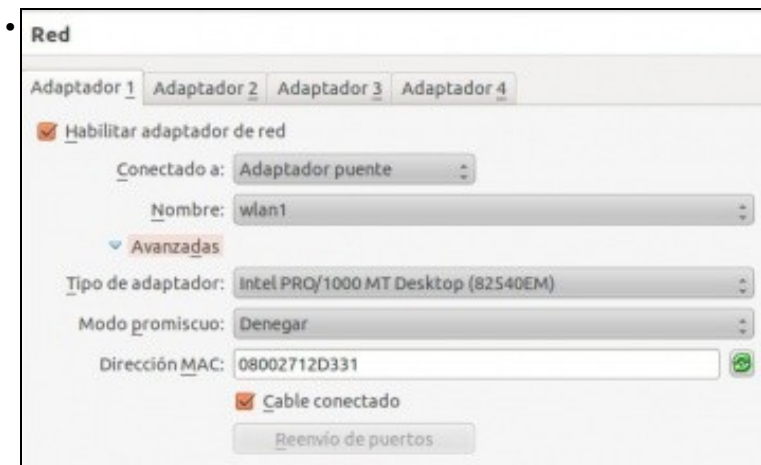 Red
Adaptador 1 Adaptador 2 Adaptador 3 Adaptador 4
Habilitar adaptador de red
Conectado a: Adaptador puente
Nombre: wlan1
Avanzadas
Tipo de adaptador: Intel PRO/1000 MT Desktop (82540EM)
Modo promiscuo: Denegar
Dirección MAC: 08002712D331
Cable conectado
Reenvío de puertos